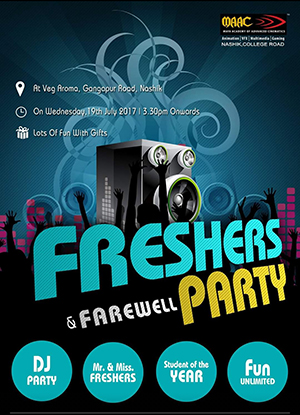 MAAC
MAYA ACADEMY OF ADVANCED CINEMATICS
Animation | VFX | Multimedia | Gaming
NASHIK,COLLEGE ROAD
At Veg Aroma, Gangapur Road, Nashik
On Wednesday,19th July 2017 | 3.30pm Onwards
Lots Of Fun With Gifts
FRESHERS
& FAREWELL PARTY
DJ
PARTY
Mr. & Miss.
FRESHERS
Student of the
YEAR
Fun
UNLIMITED